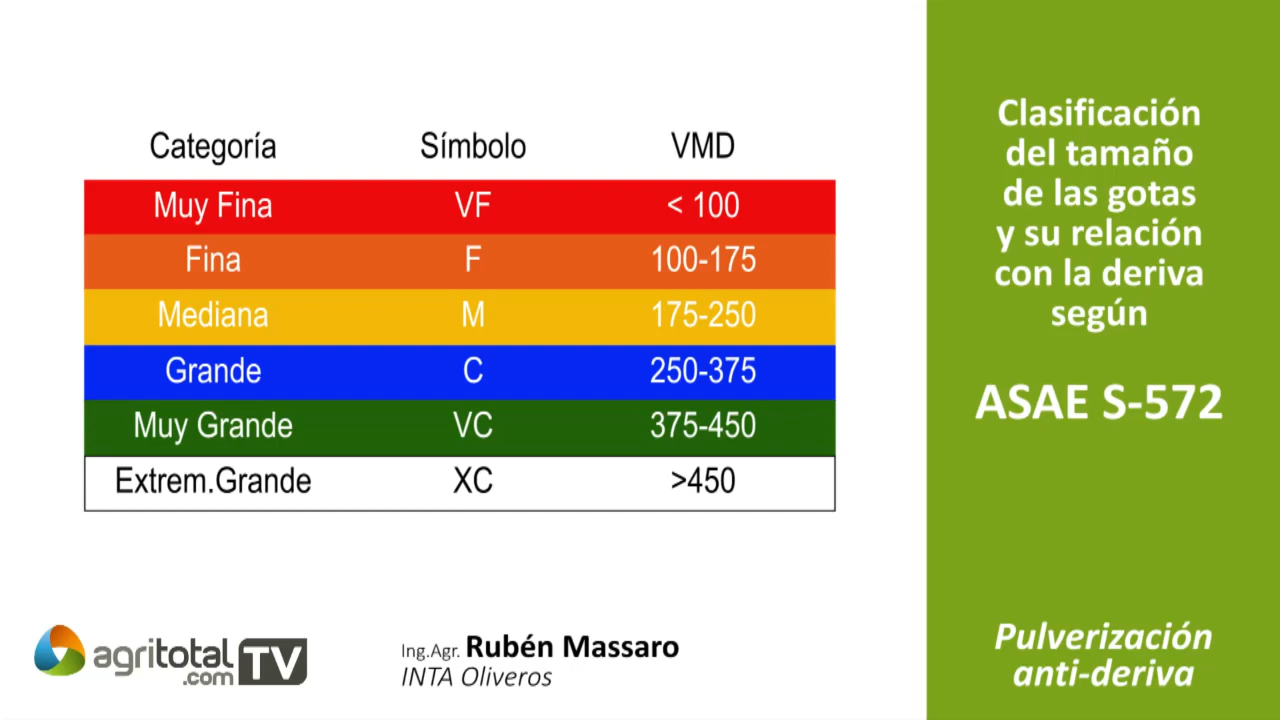 Categoría Símbolo VMD
Muy Fina VF < 100
Fina F 100-175
Mediana M 175-250
Grande C 250-375
Muy Grande VC 375-450
Extrem.Grande XC >450
Clasificación
del tamaño
de las gotas
y su relación
con la deriva
según
ASAE S-572
Pulverización
anti-deriva
agritotal TV
.com
Ing.Agr. Rubén Massaro
INTA Oliveros